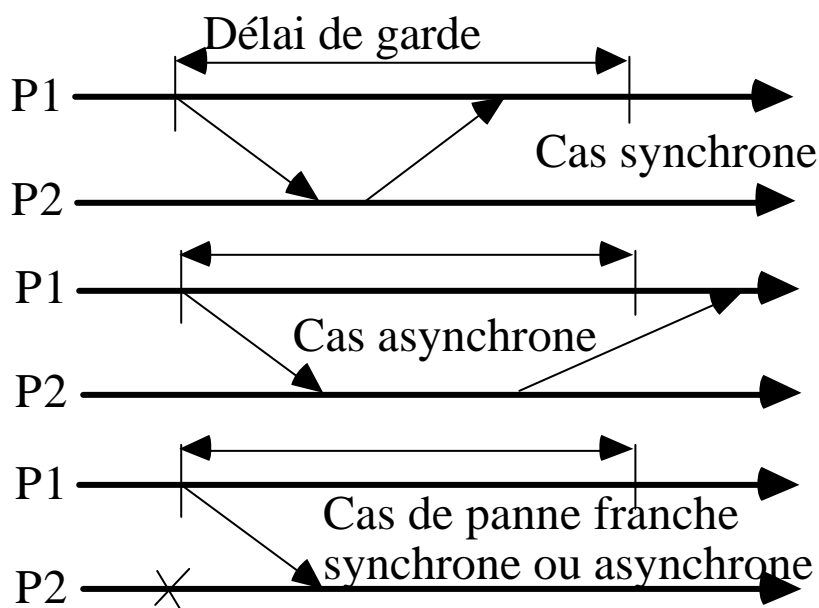 Délai de garde
P1
Cas synchrone
P2
P1
Cas asynchrone
P2
P1
Cas de panne franche
synchrone ou asynchrone
P2